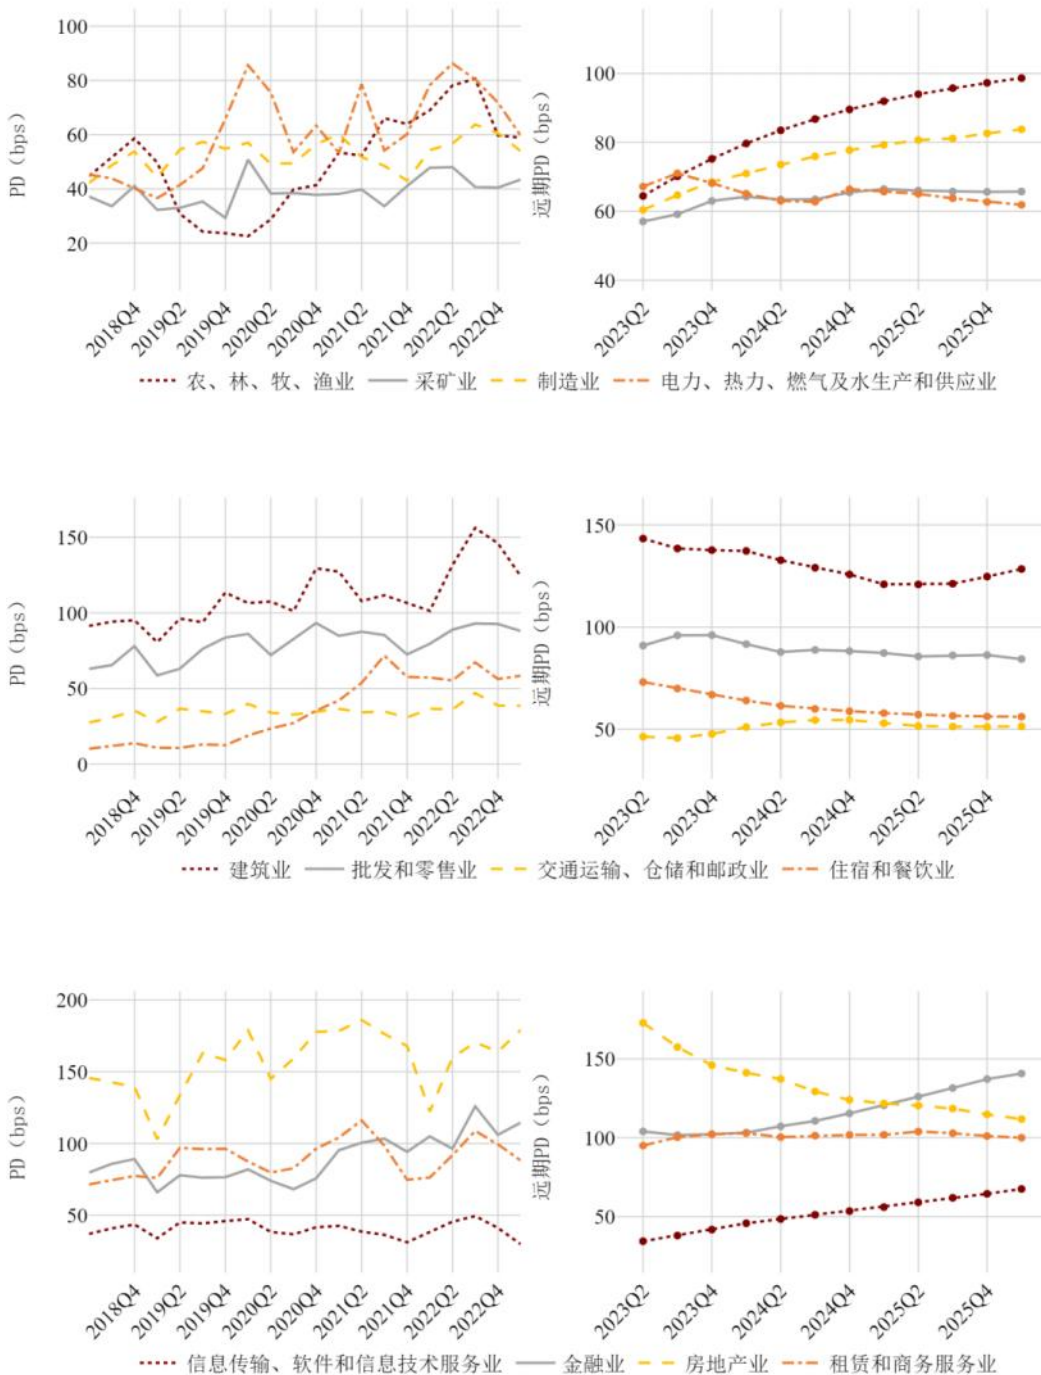 PD（bps）
100
80
60
40
20
2018Q4
2019Q2
2019Q4
2020Q2
2020Q4
2021Q2
2021Q4
2022Q2
2022Q4
远期PD（bps）
100
80
60
40
2023Q2
2023Q4
2024Q2
2024Q4
2025Q2
2025Q4
农、林、牧、渔业 采矿业 制造业 电力、热力、燃气及水生产和供应业
PD（bps）
150
100
50
0
2018Q4
2019Q2
2019Q4
2020Q2
2020Q4
2021Q2
2021Q4
2022Q2
2022Q4
远期PD（bps）
150
100
50
2023Q2
2023Q4
2024Q2
2024Q4
2025Q2
2025Q4
建筑业 批发和零售业 交通运输、仓储和邮政业 住宿和餐饮业
PD（bps）
200
150
100
50
2018Q4
2019Q2
2019Q4
2020Q2
2020Q4
2021Q2
2021Q4
2022Q2
2022Q4
远期PD（bps）
150
100
50
2023Q2
2023Q4
2024Q2
2024Q4
2025Q2
2025Q4
信息传输、软件和信息技术服务业 金融业 房地产业 租赁和商务服务业